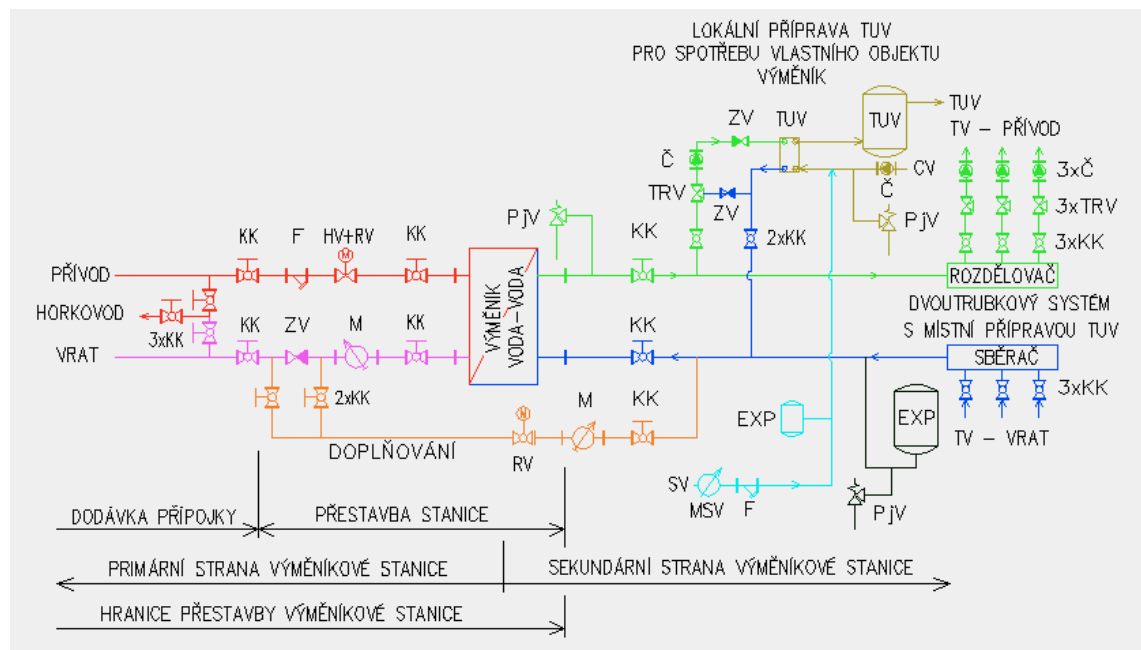 LOKÁLNÍ PŘÍPRAVA TUV
PRO SPOTŘEBU VLASTNÍHO OBJEKTU
VÝMĚNÍK
TUV
ZV
TUV
TUV
TV – PŘÍVOD
Č
3xČ
CV
Č
TRV
ZV
3xTRV
PjV
PjV
KK
F
HV+RV
KK
M
KK
2xKK
3xKK
PŘÍVOD
VÝMĚNÍK
VODA–VODA
ROZDĚLOVAČ
HORKOVOD
3xKK
DVOUTRUBKOVÝ SYSTÉM
S MÍSTNÍ PŘÍPRAVOU TUV
KK
ZV
M
KK
KK
VRAT
SBĚRAČ
2xKK
3xKK
M
KK
EXP
EXP
TV – VRAT
DOPLŇOVÁNÍ
RV
SV
MSV
F
PjV
DODÁVKA PŘÍPOJKY
PŘESTAVBA STANICE
PRIMÁRNÍ STRANA VÝMĚNÍKOVÉ STANICE
SEKUNDÁRNÍ STRANA VÝMĚNÍKOVÉ STANICE
HRANICE PŘESTAVBY VÝMĚNÍKOVÉ STANICE